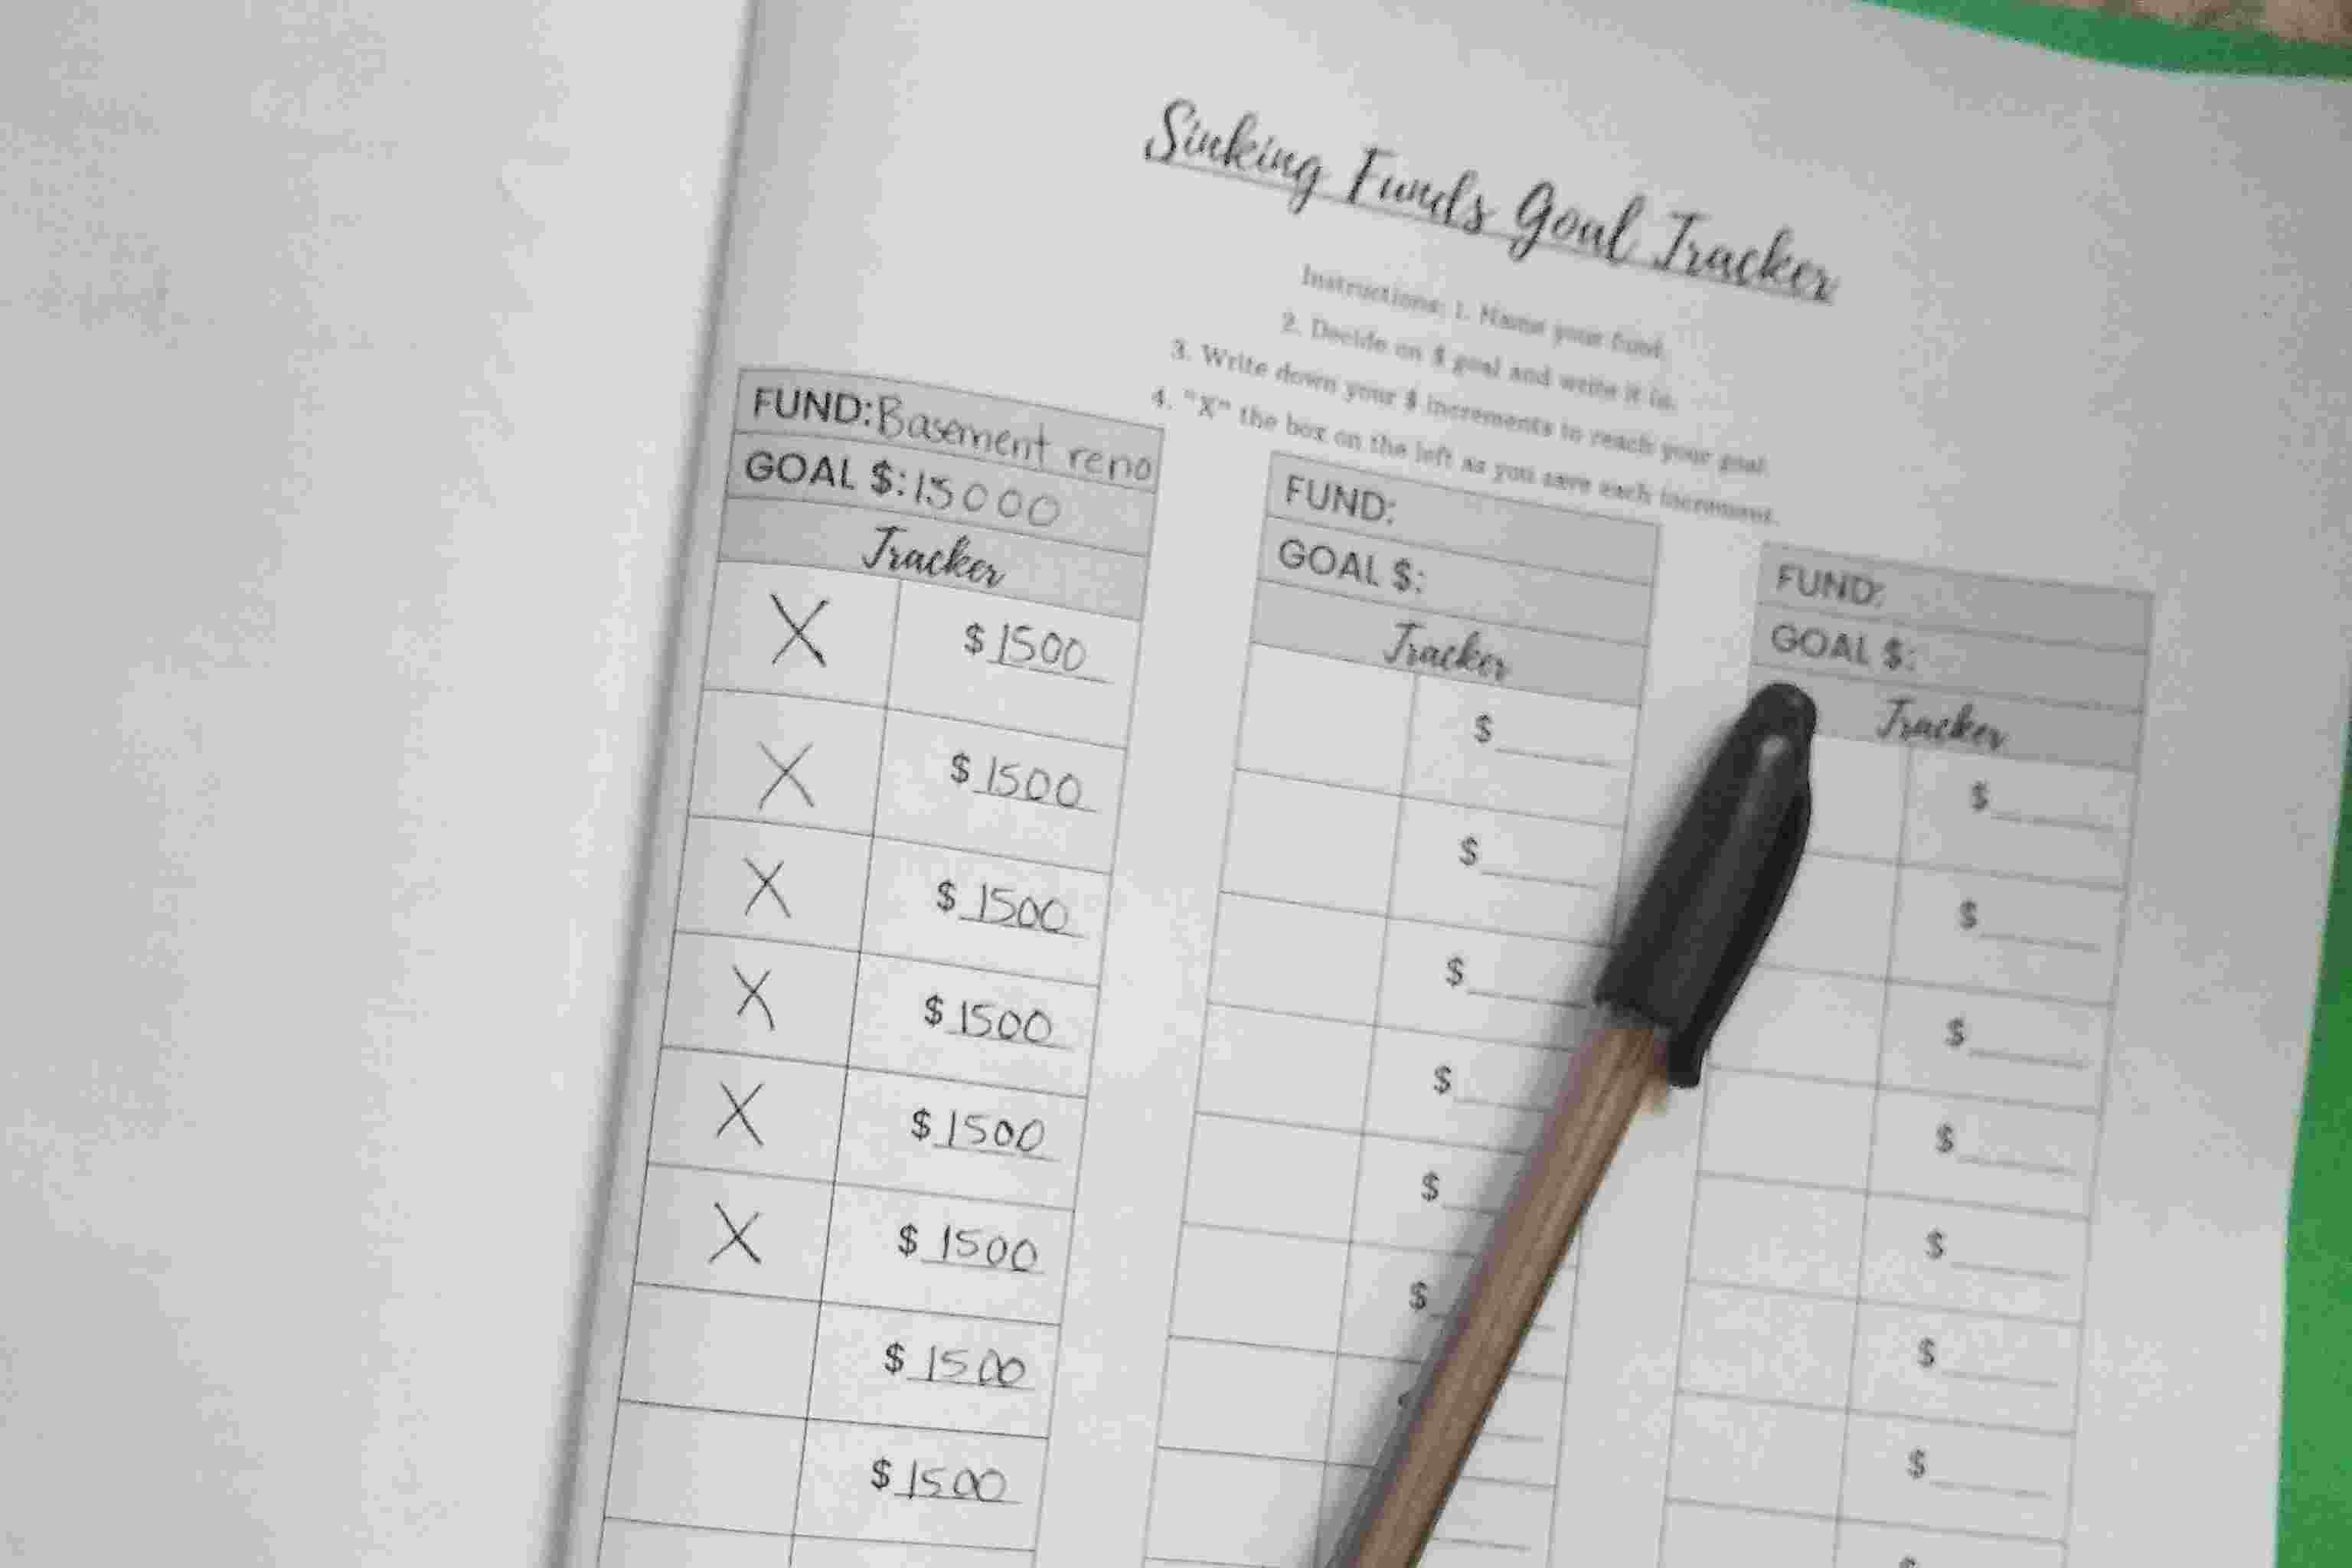 Sinking Funds Goal Tracker
Instructions: 1. Name your fund.
2. Decide on $ goal and write it in.
3. Write down your $ increments to reach your goal.
4. "X" the box on the left as you save each increment.
FUND: Basement reno
GOAL $: 15000
Tracker
X $ 1500
X $ 1500
X $ 1500
X $ 1500
X $ 1500
X $ 1500
$ 1500
$ 1500
FUND:
GOAL $:
Tracker
$
$
$
$
$
$
FUND:
GOAL $:
Tracker
$
$
$
$
$
$
$